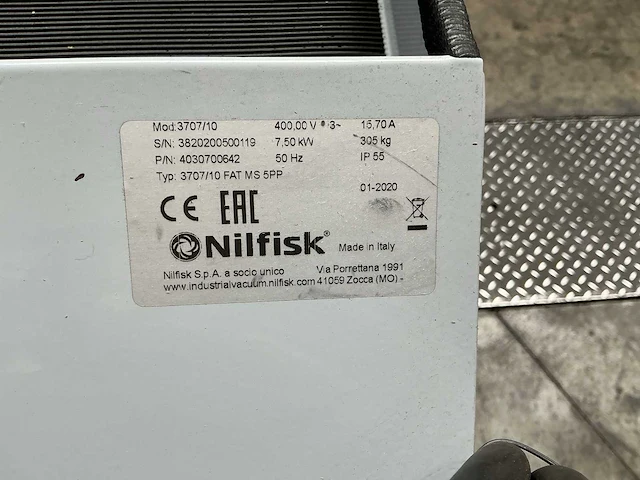 Mod:3707/10 400,00 V 3~ 15,70 A
S/N: 3820200500119 7,50 kW 305 kg
P/N: 4030700642 50 Hz IP 55
Typ: 3707/10 FAT MS 5PP
01-2020
CE EAC
Nilfisk® Made in Italy
Nilfisk S.p.A. a socio unico Via Porrettana 1991
www.industrialvacuum.nilfisk.com 41059 Zocca (MO) -